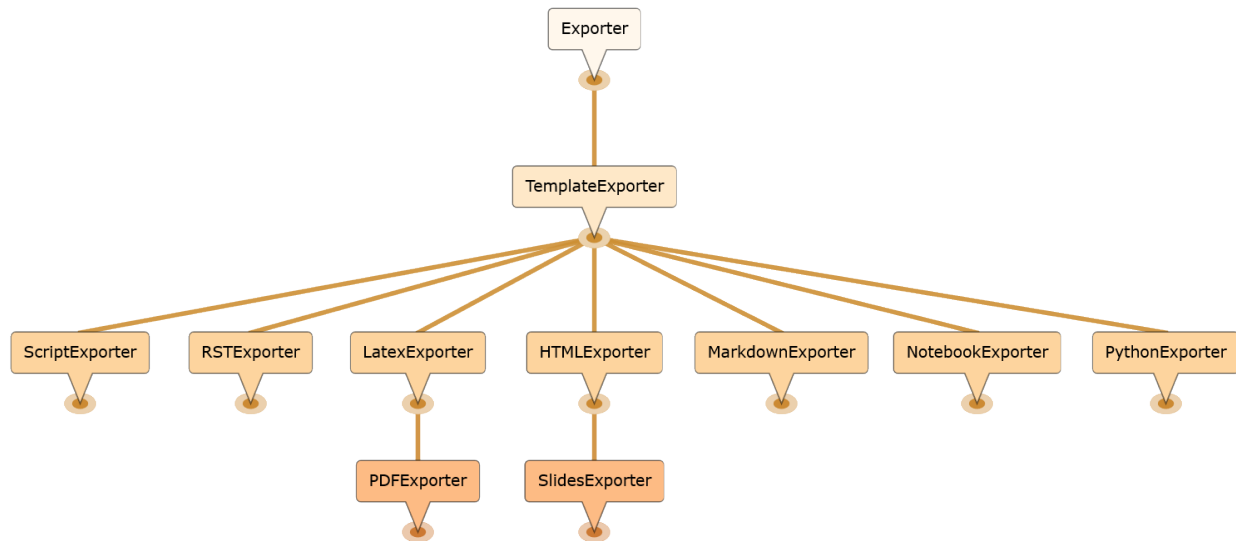 Exporter
TemplateExporter
ScriptExporter
RSTExporter
LatexExporter
HTMLExporter
MarkdownExporter
NotebookExporter
PythonExporter
PDFExporter
SlidesExporter